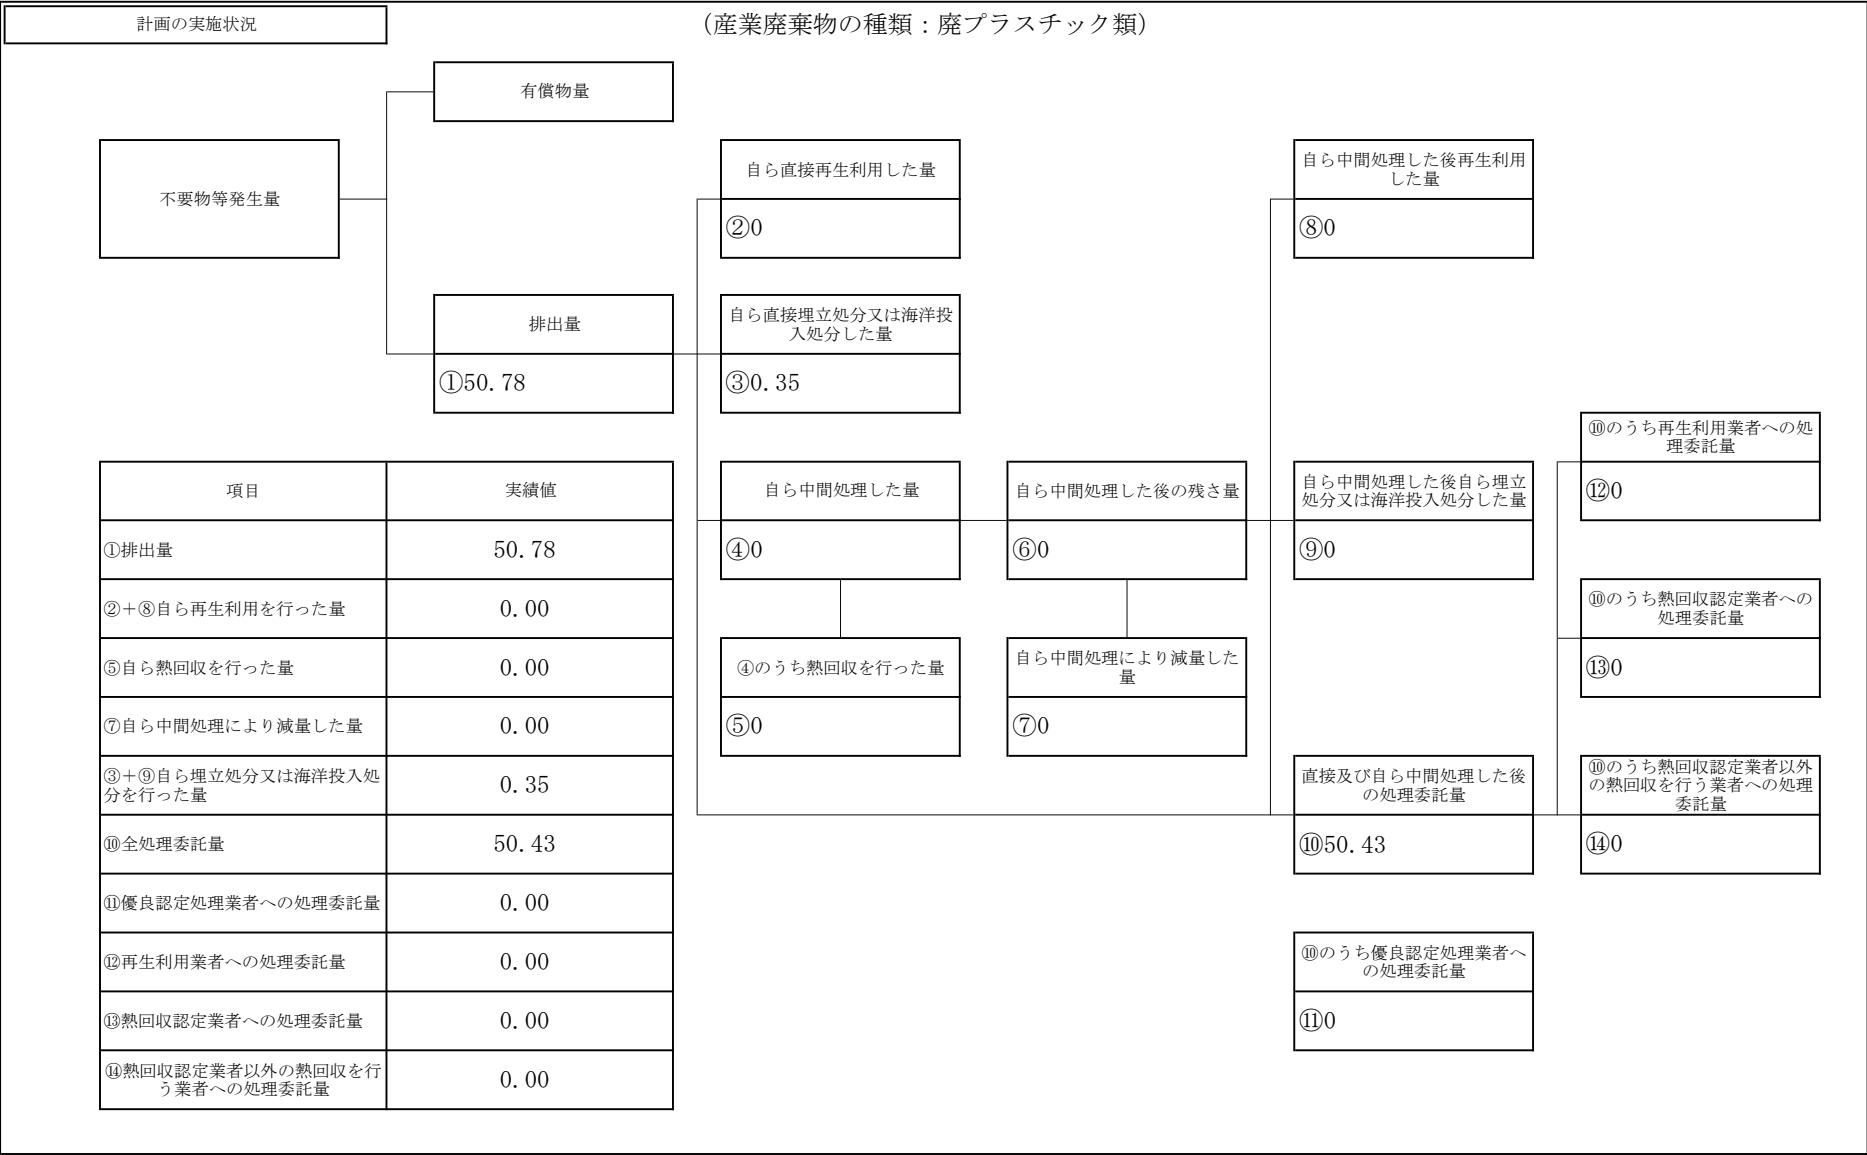 計画の実施状況
（産業廃棄物の種類：廃プラスチック類）
有償物量
不要物等発生量
排出量
①50.78
自ら直接再生利用した量
②0
自ら直接埋立処分又は海洋投
入処分した量
③0.35
自ら中間処理した量
④0
④のうち熱回収を行った量
⑤0
自ら中間処理した後の残さ量
⑥0
自ら中間処理により減量した
量
⑦0
自ら中間処理した後再生利用
した量
⑧0
自ら中間処理した後自ら埋立
処分又は海洋投入処分した量
⑨0
直接及び自ら中間処理した後
の処理委託量
⑩50.43
⑩のうち優良認定処理業者へ
の処理委託量
⑪0
⑩のうち再生利用業者への処
理委託量
⑫0
⑩のうち熱回収認定業者への
処理委託量
⑬0
⑩のうち熱回収認定業者以外
の熱回収を行う業者への処理
委託量
⑭0
項目 実績値
①排出量 50.78
②＋⑧自ら再生利用を行った量 0.00
⑤自ら熱回収を行った量 0.00
⑦自ら中間処理により減量した量 0.00
③＋⑨自ら埋立処分又は海洋投入処
分を行った量 0.35
⑩全処理委託量 50.43
⑪優良認定処理業者への処理委託量 0.00
⑫再生利用業者への処理委託量 0.00
⑬熱回収認定業者への処理委託量 0.00
⑭熱回収認定業者以外の熱回収を行
う業者への処理委託量 0.00